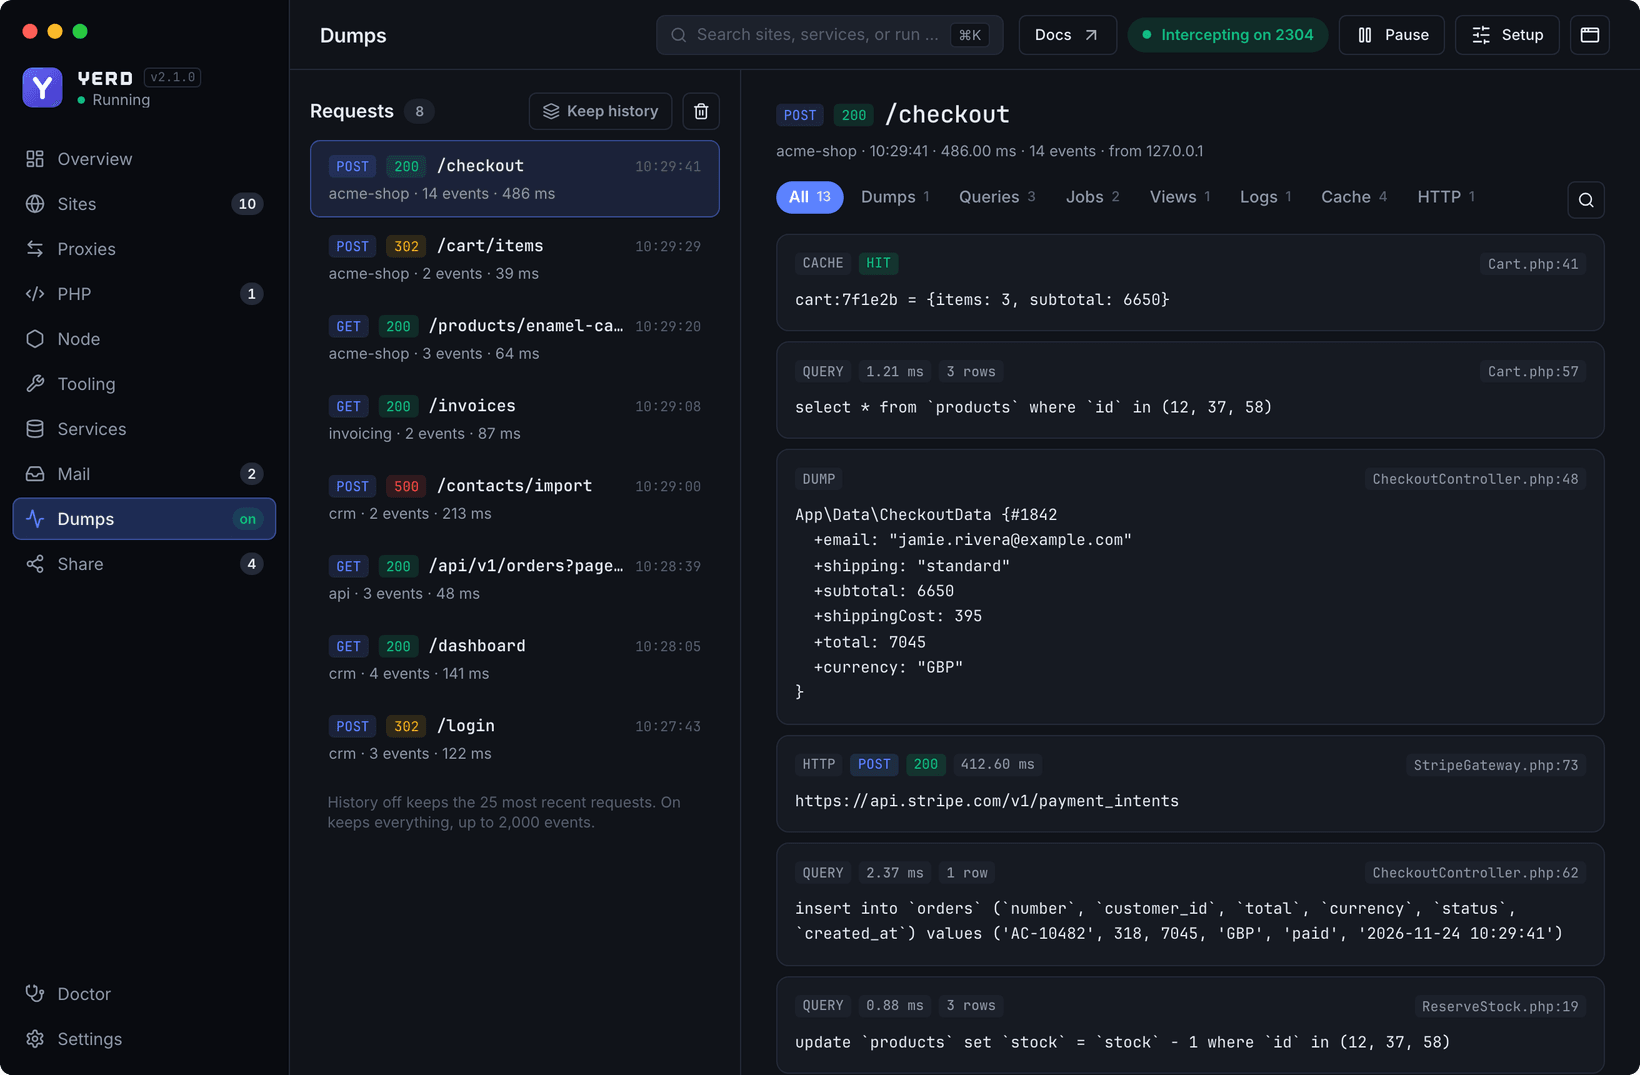 YERD v2.1.0
Running
Overview
Sites 10
Proxies
PHP 1
Node
Tooling
Services
Mail 2
Dumps on
Share 4
Doctor
Settings
Dumps
Search sites, services, or run ... ⌘K
Docs
Intercepting on 2304
Pause
Setup
Requests 8
Keep history
POST 200 /checkout 10:29:41
acme-shop · 14 events · 486 ms
POST 302 /cart/items 10:29:29
acme-shop · 2 events · 39 ms
GET 200 /products/enamel-ca… 10:29:20
acme-shop · 3 events · 64 ms
GET 200 /invoices 10:29:08
invoicing · 2 events · 87 ms
POST 500 /contacts/import 10:29:00
crm · 2 events · 213 ms
GET 200 /api/v1/orders?page… 10:28:39
api · 3 events · 48 ms
GET 200 /dashboard 10:28:05
crm · 4 events · 141 ms
POST 302 /login 10:27:43
crm · 3 events · 122 ms
History off keeps the 25 most recent requests. On
keeps everything, up to 2,000 events.
POST 200 /checkout
acme-shop · 10:29:41 · 486.00 ms · 14 events · from 127.0.0.1
All 13 Dumps 1 Queries 3 Jobs 2 Views 1 Logs 1 Cache 4 HTTP 1
CACHE HIT Cart.php:41
cart:7f1e2b = {items: 3, subtotal: 6650}
QUERY 1.21 ms 3 rows Cart.php:57
select * from `products` where `id` in (12, 37, 58)
DUMP CheckoutController.php:48
App\Data\CheckoutData {#1842
+email: "jamie.rivera@example.com"
+shipping: "standard"
+subtotal: 6650
+shippingCost: 395
+total: 7045
+currency: "GBP"
}
HTTP POST 200 412.60 ms StripeGateway.php:73
https://api.stripe.com/v1/payment_intents
QUERY 2.37 ms 1 row CheckoutController.php:62
insert into `orders` (`number`, `customer_id`, `total`, `currency`, `status`,
`created_at`) values ('AC-10482', 318, 7045, 'GBP', 'paid', '2026-11-24 10:29:41')
QUERY 0.88 ms 3 rows ReserveStock.php:19
update `products` set `stock` = `stock` - 1 where `id` in (12, 37, 58)